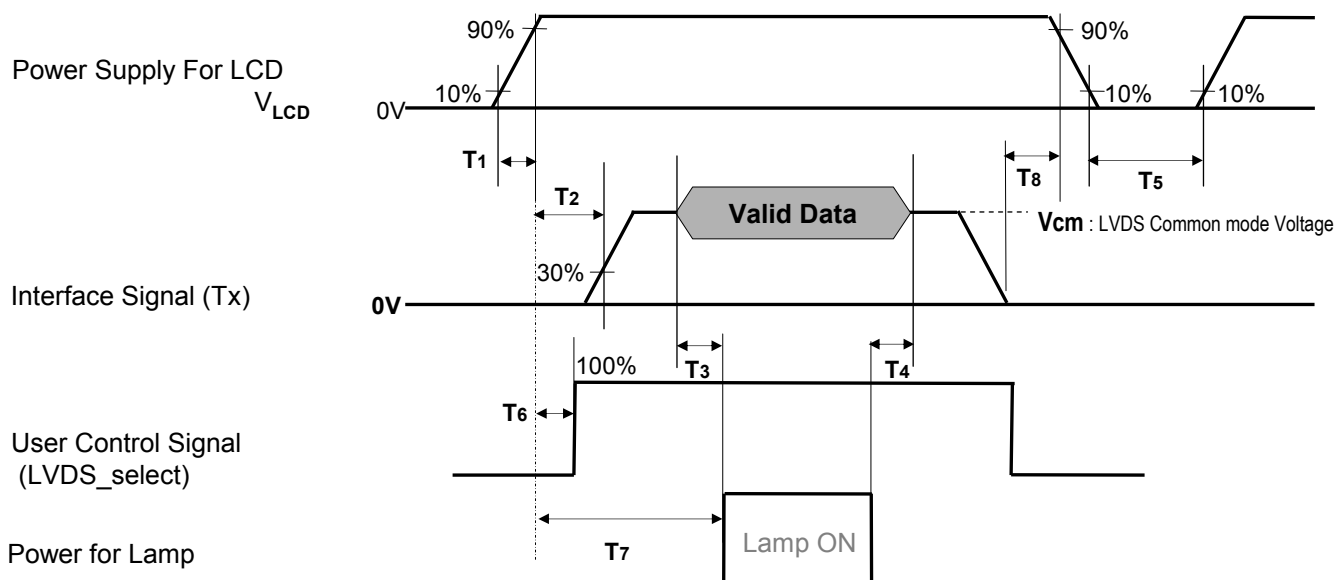 90%
90%
Power Supply For LCD
VLCD
10%
10%
10%
0V
T1
T2
T8
T5
Valid Data
Vcm : LVDS Common mode Voltage
30%
Interface Signal (Tx)
0V
T3
T4
100%
T6
User Control Signal
(LVDS_select)
T7
Lamp ON
Power for Lamp